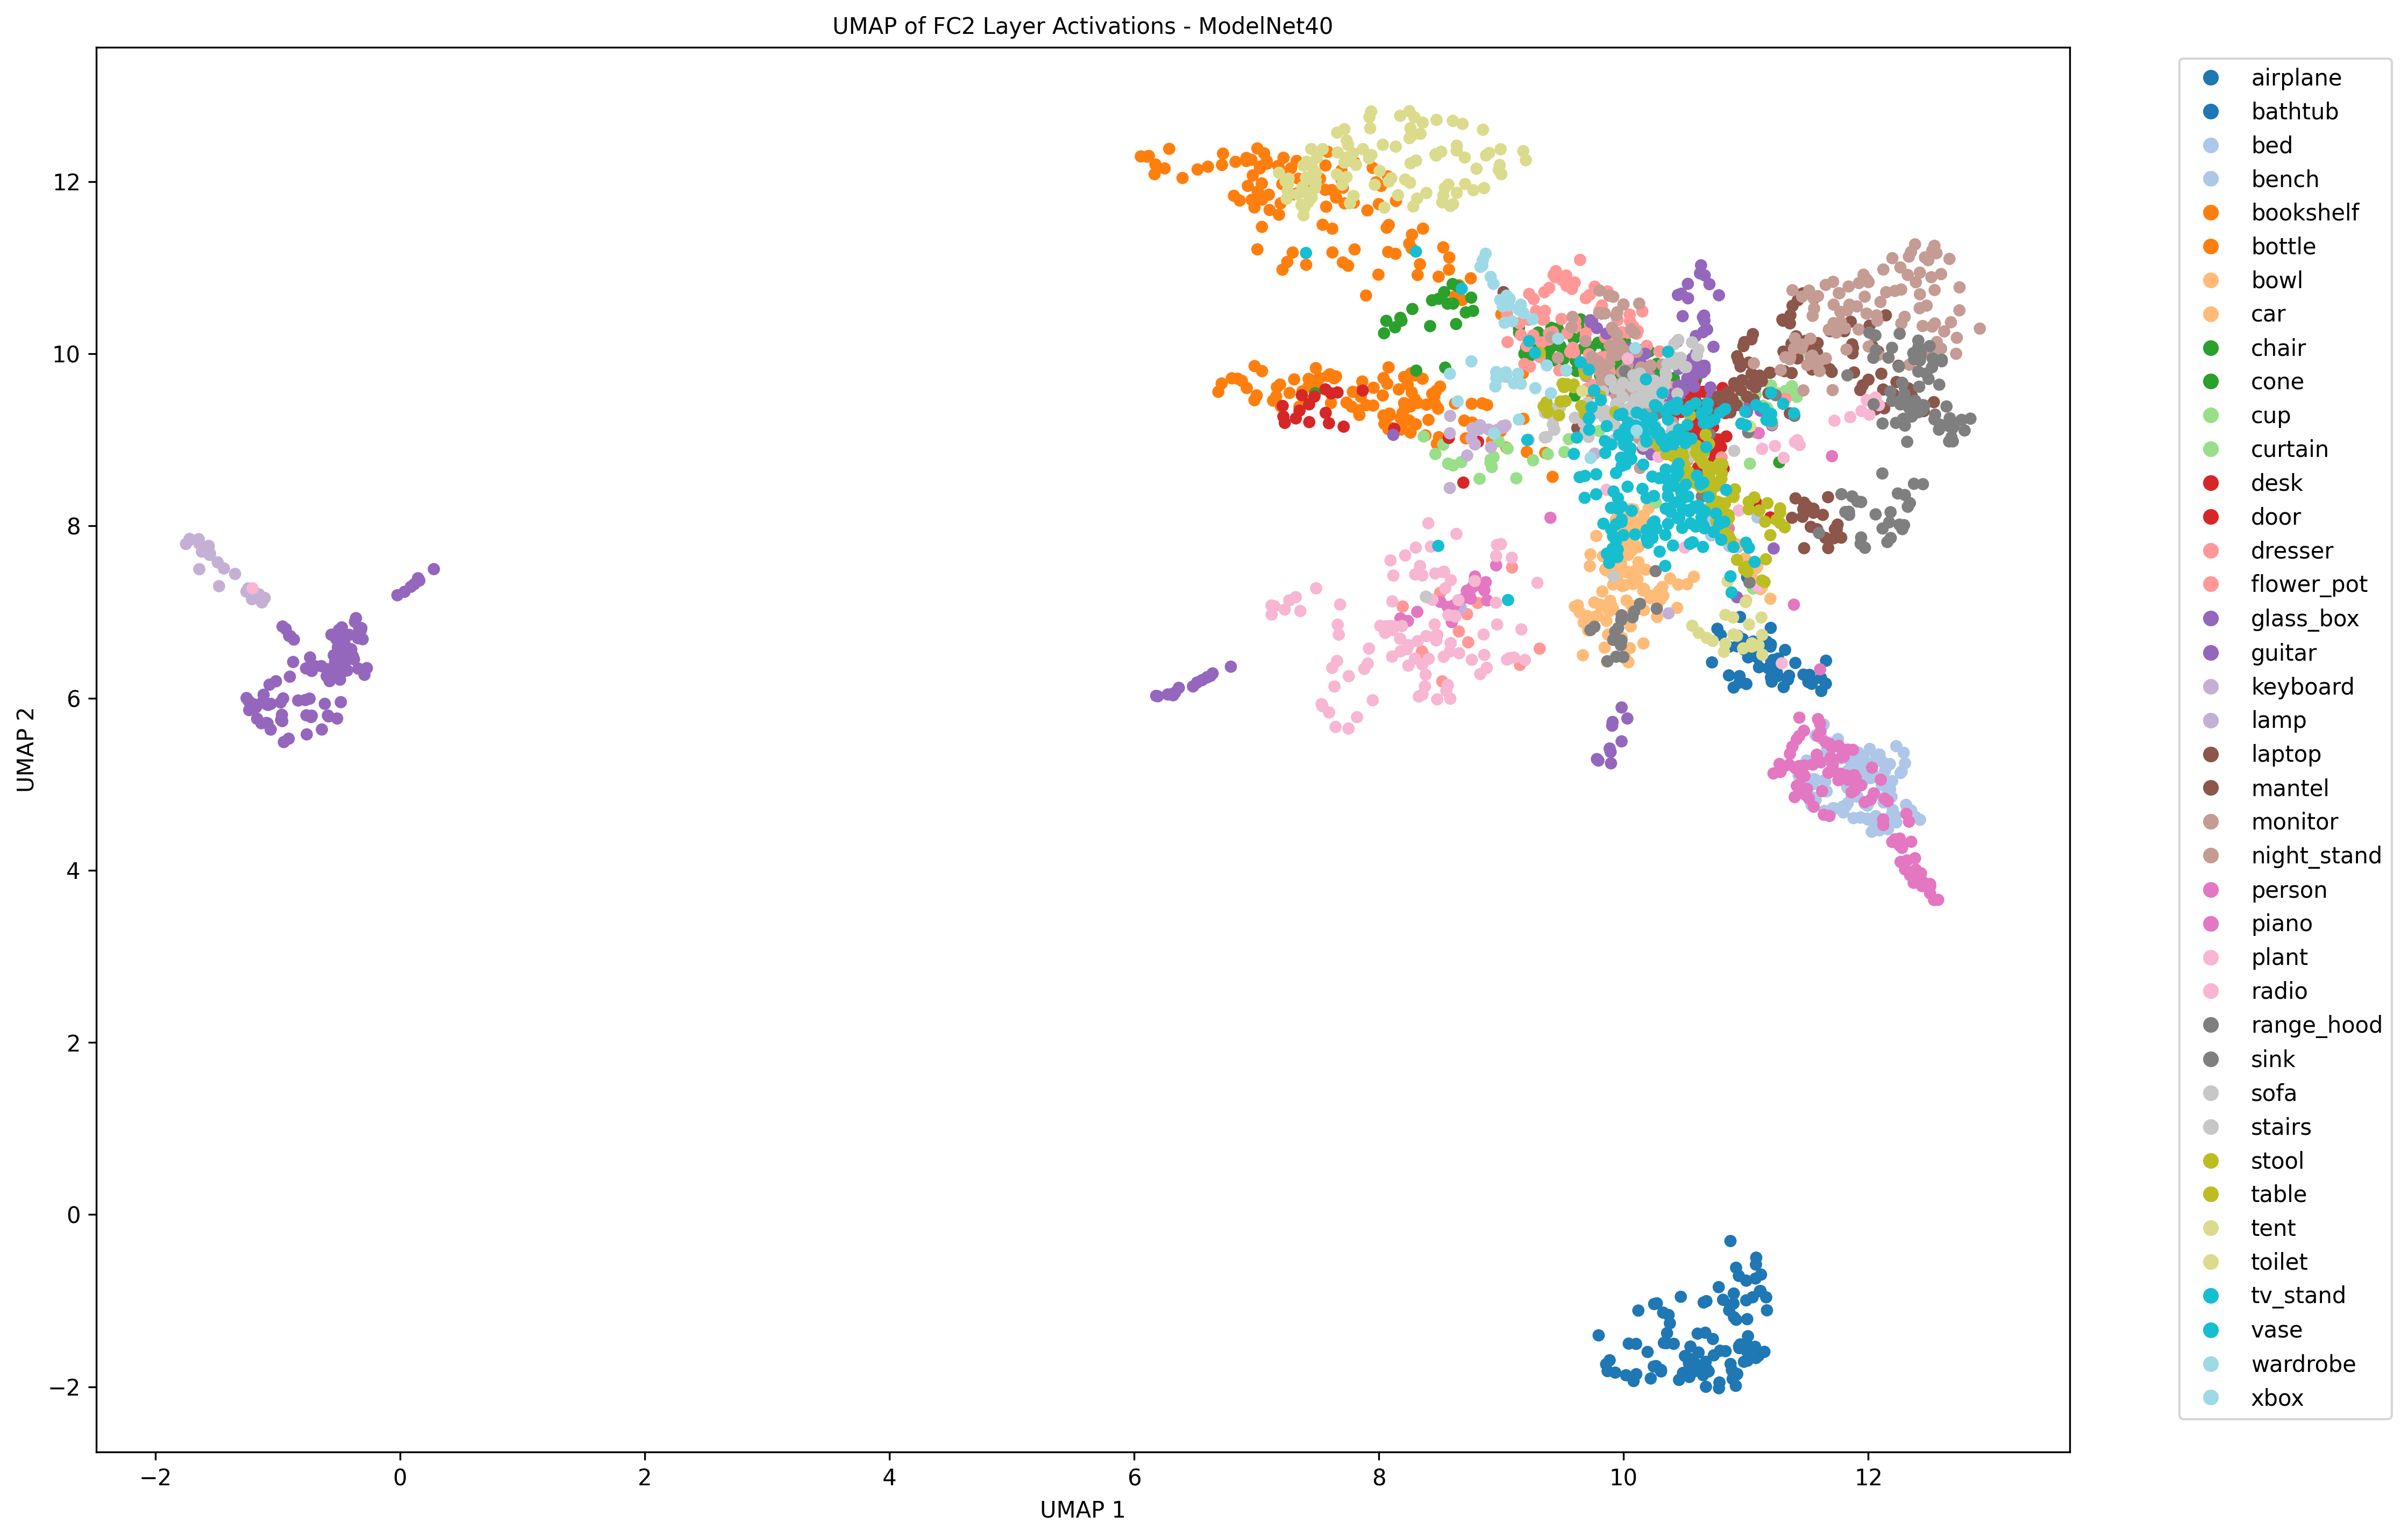 UMAP of FC2 Layer Activations - ModelNet40
UMAP 2
12
10
8
6
4
2
0
−2
−2
0
2
4
6
8
10
12
UMAP 1
airplane
bathtub
bed
bench
bookshelf
bottle
bowl
car
chair
cone
cup
curtain
desk
door
dresser
flower_pot
glass_box
guitar
keyboard
lamp
laptop
mantel
monitor
night_stand
person
piano
plant
radio
range_hood
sink
sofa
stairs
stool
table
tent
toilet
tv_stand
vase
wardrobe
xbox